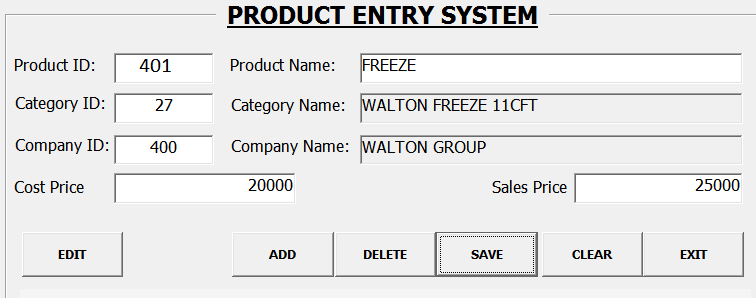 PRODUCT ENTRY SYSTEM
Product ID: 401 Product Name: FREEZE
Category ID: 27 Category Name: WALTON FREEZE 11CFT
Company ID: 400 Company Name: WALTON GROUP
Cost Price 20000 Sales Price 25000
EDIT ADD DELETE SAVE CLEAR EXIT